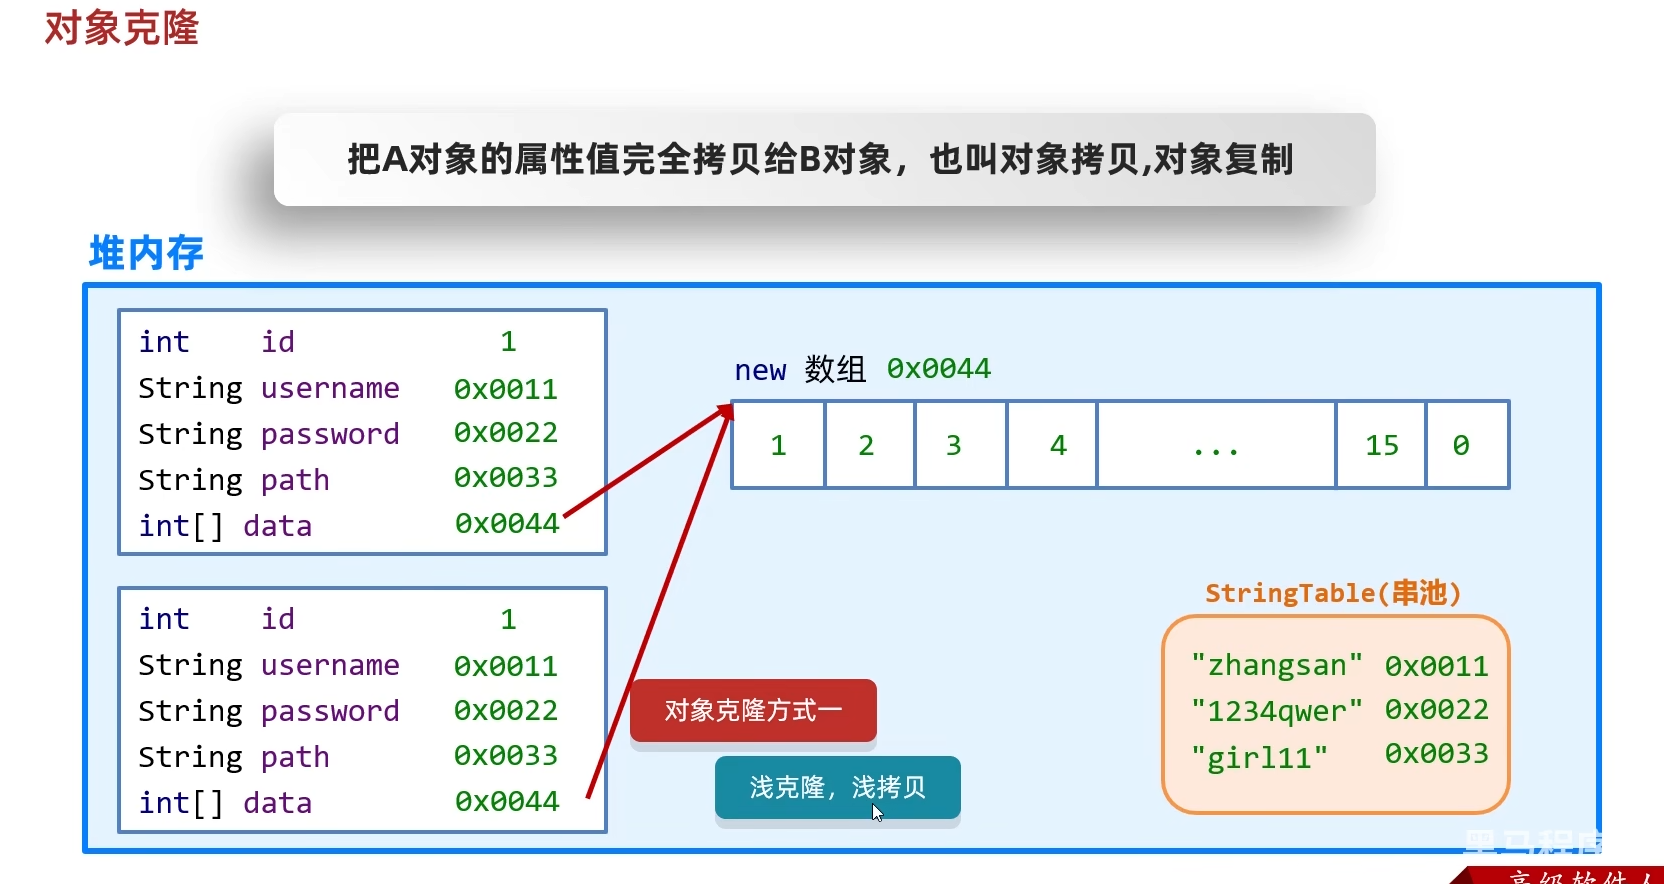 对象克隆
把A对象的属性值完全拷贝给B对象，也叫对象拷贝,对象复制
堆内存
int id 1
String username 0x0011
String password 0x0022
String path 0x0033
int[] data 0x0044
new 数组 0x0044
1 2 3 4 ... 15 0
int id 1
String username 0x0011
String password 0x0022
String path 0x0033
int[] data 0x0044
对象克隆方式一
浅克隆，浅拷贝
StringTable(串池)
"zhangsan" 0x0011
"1234qwer" 0x0022
"girl11" 0x0033
黑马程序
高级软件人